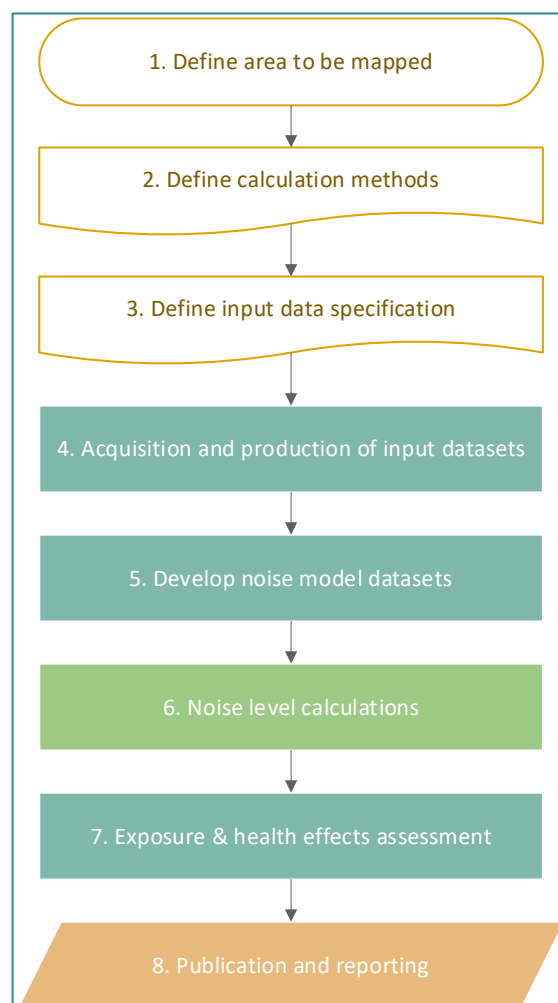 1. Define area to be mapped
2. Define calculation methods
3. Define input data specification
4. Acquisition and production of input datasets
5. Develop noise model datasets
6. Noise level calculations
7. Exposure & health effects assessment
8. Publication and reporting